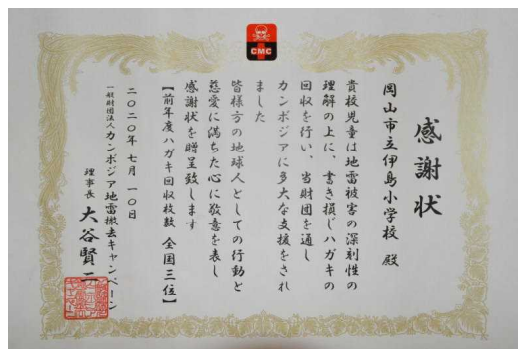 CMC
感謝状
岡山市立伊島小学校 殿
貴校児童は地雷被害の深刻性の
理解の上に、書き損じハガキの
回収を行い、当財団を通し
カンボジアに多大な支援をされ
ました
皆様方の地球人としての行動と
慈愛に満ちた心に敬意を表し
感謝状を贈呈致します
【前年度ハガキ回収枚数 全国三位】
二〇二〇年 七月 一〇日
一般財団法人カンボジア地雷撤去キャンペーン
理事長 大谷賢二